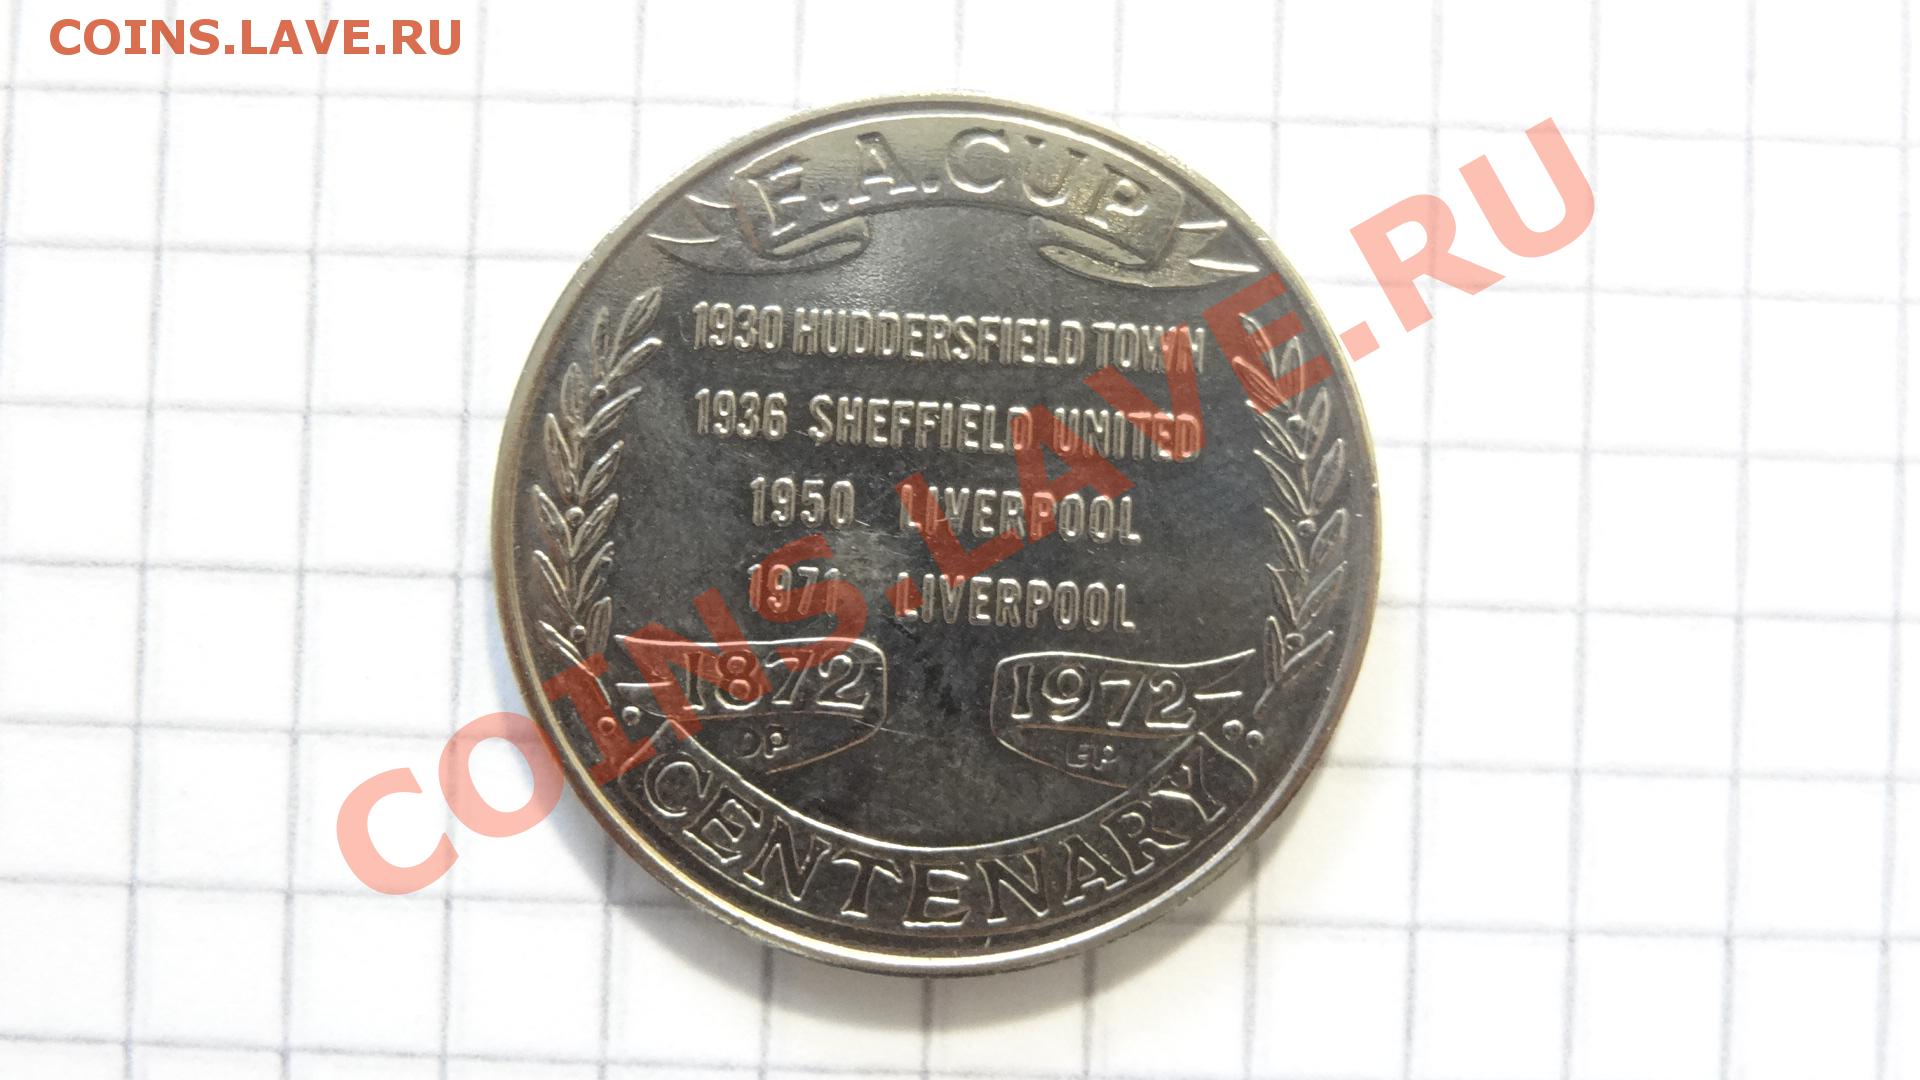 COINS.LAVE.RU
F.A.CUP
1930 HUDDERSFIELD TOWN
1936 SHEFFIELD UNITED
1950 LIVERPOOL
1971 LIVERPOOL
1872 1972
EP
CENTENARY
COINS.LAVE.RU